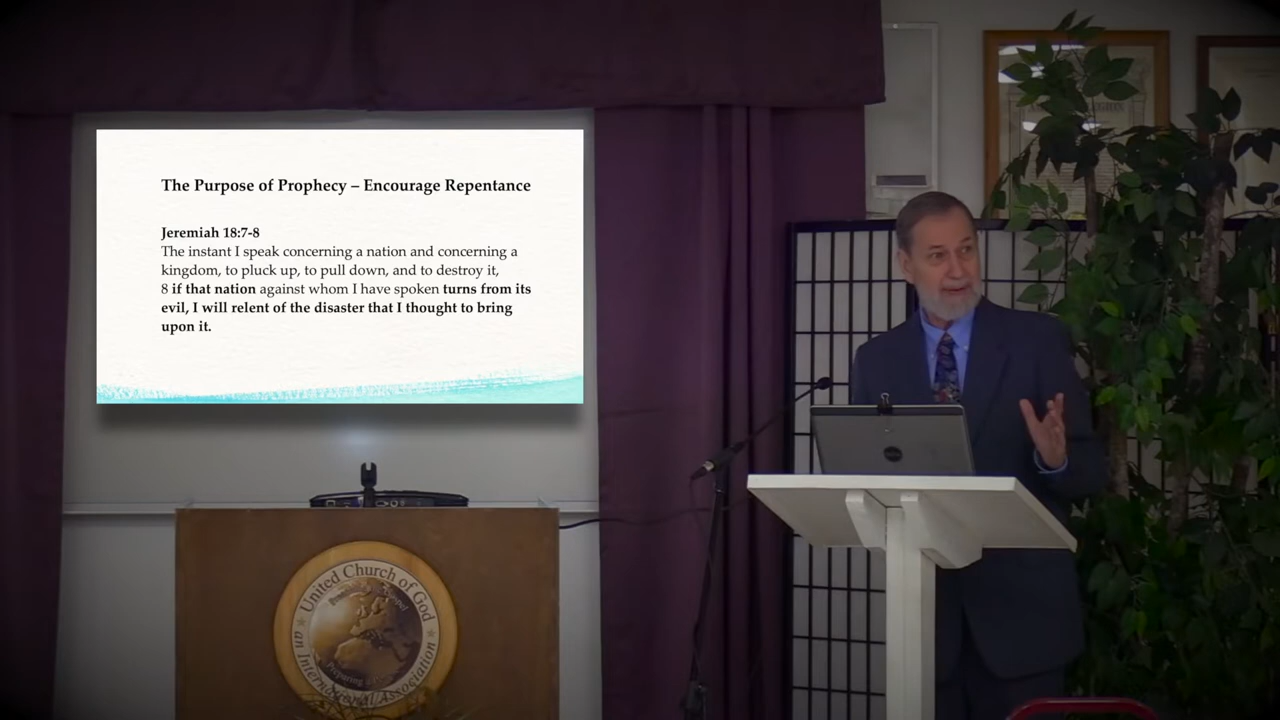 The Purpose of Prophecy – Encourage Repentance
Jeremiah 18:7-8
The instant I speak concerning a nation and concerning a
kingdom, to pluck up, to pull down, and to destroy it,
8 if that nation against whom I have spoken turns from its
evil, I will relent of the disaster that I thought to bring
upon it.
United Church of God
an International Association